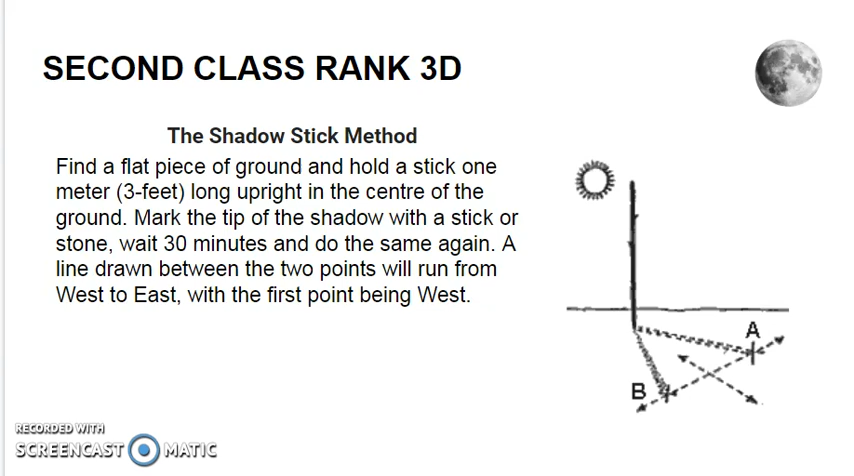 SECOND CLASS RANK 3D
The Shadow Stick Method
Find a flat piece of ground and hold a stick one
meter (3-feet) long upright in the centre of the
ground. Mark the tip of the shadow with a stick or
stone, wait 30 minutes and do the same again. A
line drawn between the two points will run from
West to East, with the first point being West.
A
B
RECORDED WITH
SCREENCAST MATIC